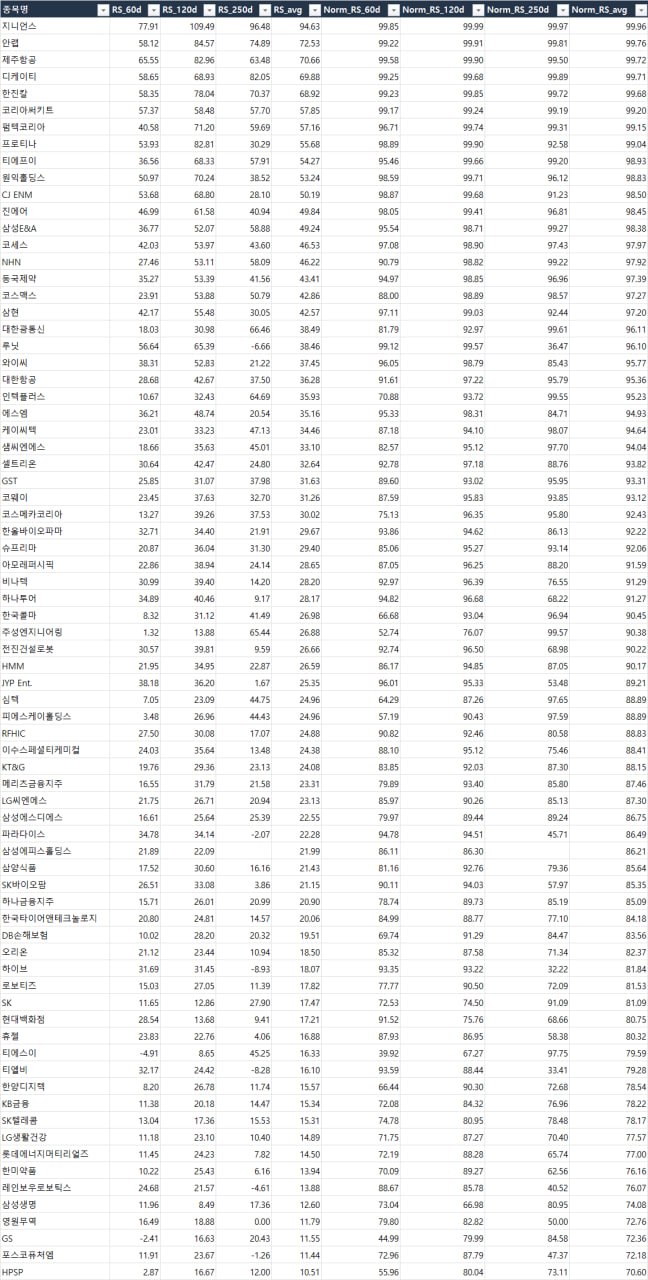 종목명 RS_60d RS_120d RS_250d RS_avg Norm_RS_60d Norm_RS_120d Norm_RS_250d Norm_RS_avg
지니언스 77.91 109.49 96.48 94.63 99.85 99.99 99.97 99.96
안랩 58.12 84.57 74.89 72.53 99.22 99.91 99.81 99.76
제주항공 65.55 82.96 63.48 70.66 99.58 99.90 99.50 99.72
디케이티 58.65 68.93 82.05 69.88 99.25 99.68 99.89 99.71
한진칼 58.35 78.04 70.37 68.92 99.23 99.85 99.72 99.68
코리아써키트 57.37 58.48 57.70 57.85 99.17 99.24 99.19 99.20
펌텍코리아 40.58 71.20 59.69 57.16 96.71 99.74 99.31 99.15
프로티나 53.93 82.81 30.29 55.68 98.89 99.90 92.58 99.04
티에프이 36.56 68.33 57.91 54.27 95.46 99.66 99.20 98.93
원익홀딩스 50.97 70.24 38.52 53.24 98.59 99.71 96.12 98.83
CJ ENM 53.68 68.80 28.10 50.19 98.87 99.68 91.23 98.50
진에어 46.99 61.58 40.94 49.84 98.05 99.41 96.81 98.45
삼성E&A 36.77 52.07 58.88 49.24 95.54 98.71 99.27 98.38
코세스 42.03 53.97 43.60 46.53 97.08 98.90 97.43 97.97
NHN 27.46 53.11 58.09 46.22 90.79 98.82 99.22 97.92
동국제약 35.27 53.39 41.56 43.41 94.97 98.85 96.96 97.39
코스맥스 23.91 53.88 50.79 42.86 88.00 98.89 98.57 97.27
삼현 42.17 55.48 30.05 42.57 97.11 99.03 92.44 97.20
대한광통신 18.03 30.98 66.46 38.49 81.79 92.97 99.61 96.11
루닛 56.64 65.39 -6.66 38.46 99.12 99.57 36.47 96.10
와이씨 38.31 52.83 21.22 37.45 96.05 98.79 85.45 95.77
대한항공 28.68 42.67 37.50 36.28 91.61 97.22 95.79 95.36
인텍플러스 10.67 32.43 64.69 35.93 70.88 93.72 99.55 95.23
에스엠 36.21 48.74 20.54 35.16 95.33 98.31 84.71 94.93
케이씨텍 23.01 33.23 47.13 34.46 87.18 94.10 98.07 94.64
샘씨엔에스 18.66 35.63 45.01 33.10 82.57 95.12 97.70 94.04
셀트리온 30.64 42.47 24.80 32.64 92.78 97.18 88.76 93.82
GST 25.85 31.07 37.98 31.63 89.60 93.02 95.95 93.31
코웨이 23.45 37.63 32.70 31.26 87.59 95.83 93.85 93.12
코스메카코리아 13.27 39.26 37.53 30.02 75.13 96.35 95.80 92.43
한올바이오파마 32.71 34.40 21.91 29.67 93.86 94.62 86.13 92.22
슈프리마 20.87 36.04 31.30 29.40 85.06 95.27 93.14 92.06
아모레퍼시픽 22.86 38.94 24.14 28.65 87.05 96.25 88.20 91.59
비나텍 30.99 39.40 14.20 28.20 92.97 96.39 76.55 91.29
하나투어 34.89 40.46 9.17 28.17 94.82 96.68 68.22 91.27
한국콜마 8.32 31.12 41.49 26.98 66.68 93.04 96.94 90.45
주성엔지니어링 1.32 13.88 65.44 26.88 52.74 76.07 99.57 90.38
전진건설로봇 30.57 39.81 9.59 26.66 92.74 96.50 68.98 90.22
HMM 21.95 34.95 22.87 26.59 86.17 94.85 87.05 90.17
JYP Ent. 38.18 36.20 1.67 25.35 96.01 95.33 53.48 89.21
심텍 7.05 23.09 44.75 24.96 64.29 87.26 97.65 88.89
피에스케이홀딩스 3.48 26.96 44.43 24.96 57.19 90.43 97.59 88.89
RFHIC 27.50 30.08 17.07 24.88 90.82 92.46 80.58 88.83
이수스페셜티케미컬 24.03 35.64 13.48 24.38 88.10 95.12 75.46 88.41
KT&G 19.76 29.36 23.13 24.08 83.85 92.03 87.30 88.15
메리츠금융지주 16.55 31.79 21.58 23.31 79.89 93.40 85.80 87.46
LG씨엔에스 21.75 26.71 20.94 23.13 85.97 90.26 85.13 87.30
삼성에스디에스 16.61 25.64 25.39 22.55 79.97 89.44 89.24 86.75
파라다이스 34.78 34.14 -2.07 22.28 94.78 94.51 45.71 86.49
삼성에피스홀딩스 21.89 22.09 21.99 86.11 86.30 86.21
삼양식품 17.52 30.60 16.16 21.43 81.16 92.76 79.36 85.64
SK바이오팜 26.51 33.08 3.86 21.15 90.11 94.03 57.97 85.35
하나금융지주 15.71 26.01 20.99 20.90 78.74 89.73 85.19 85.09
한국타이어앤테크놀로지 20.80 24.81 14.57 20.06 84.99 88.77 77.10 84.18
DB손해보험 10.02 28.20 20.32 19.51 69.74 91.29 84.47 83.56
오리온 21.12 23.44 10.94 18.50 85.32 87.58 71.34 82.37
하이브 31.69 31.45 -8.93 18.07 93.35 93.22 32.22 81.84
로보티즈 15.03 27.05 11.39 17.82 77.77 90.50 72.09 81.53
SK 11.65 12.86 27.90 17.47 72.53 74.50 91.09 81.09
현대백화점 28.54 13.68 9.41 17.21 91.52 75.76 68.66 80.75
휴젤 23.83 22.76 4.06 16.88 87.93 86.95 58.38 80.32
티에스이 -4.91 8.65 45.25 16.33 39.92 67.27 97.75 79.59
티엘비 32.17 24.42 -8.28 16.10 93.59 88.44 33.41 79.28
한양디지텍 8.20 26.78 11.74 15.57 66.44 90.30 72.68 78.54
KB금융 11.38 20.18 14.47 15.34 72.08 84.32 76.96 78.22
SK텔레콤 13.04 17.36 15.53 15.31 74.78 80.95 78.48 78.17
LG생활건강 11.18 23.10 10.40 14.89 71.75 87.27 70.40 77.57
롯데에너지머티리얼즈 11.45 24.23 7.82 14.50 72.19 88.28 65.74 77.00
한미약품 10.22 25.43 6.16 13.94 70.09 89.27 62.56 76.16
레인보우로보틱스 24.68 21.57 -4.61 13.88 88.67 85.78 40.52 76.07
삼성생명 11.96 8.49 17.36 12.60 73.04 66.98 80.95 74.08
영원무역 16.49 18.88 0.00 11.79 79.80 82.82 50.00 72.76
GS -2.41 16.63 20.43 11.55 44.99 79.99 84.58 72.36
포스코퓨처엠 11.91 23.67 -1.26 11.44 72.96 87.79 47.37 72.18
HPSP 2.87 16.67 12.00 10.51 55.96 80.04 73.11 70.60